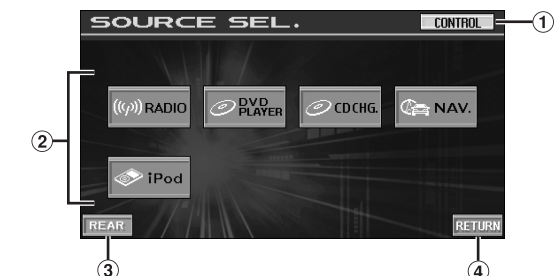 SOURCE SEL.
CONTROL
1
2
((φ)) RADIO
DVD PLAYER
CD CHG.
NAV.
iPod
REAR
RETURN
3
4